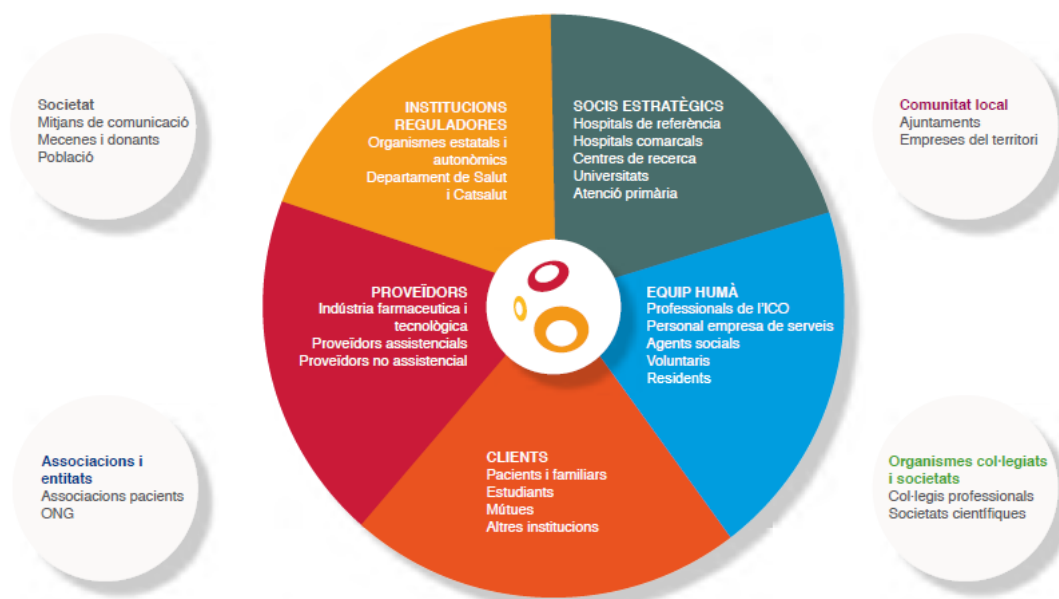 Societat
Mitjans de comunicació
Mecenes i donants
Població
INSTITUCIONS
REGULADORES
Organismes estatals i
autonòmics
Departament de Salut
i Catsalut
SOCIS ESTRATÈGICS
Hospitals de referència
Hospitals comarcals
Centres de recerca
Universitats
Atenció primària
Comunitat local
Ajuntaments
Empreses del territori
PROVEÏDORS
Indústria farmaceutica i
tecnològica
Proveïdors assistencials
Proveïdors no assistencial
EQUIP HUMÀ
Professionals de l'ICO
Personal empresa de serveis
Agents socials
Voluntaris
Residents
Associacions i
entitats
Associacions pacients
ONG
CLIENTS
Pacients i familiars
Estudiants
Mútues
Altres institucions
Organismes col·legiats
i societats
Col·legis professionals
Societats científiques